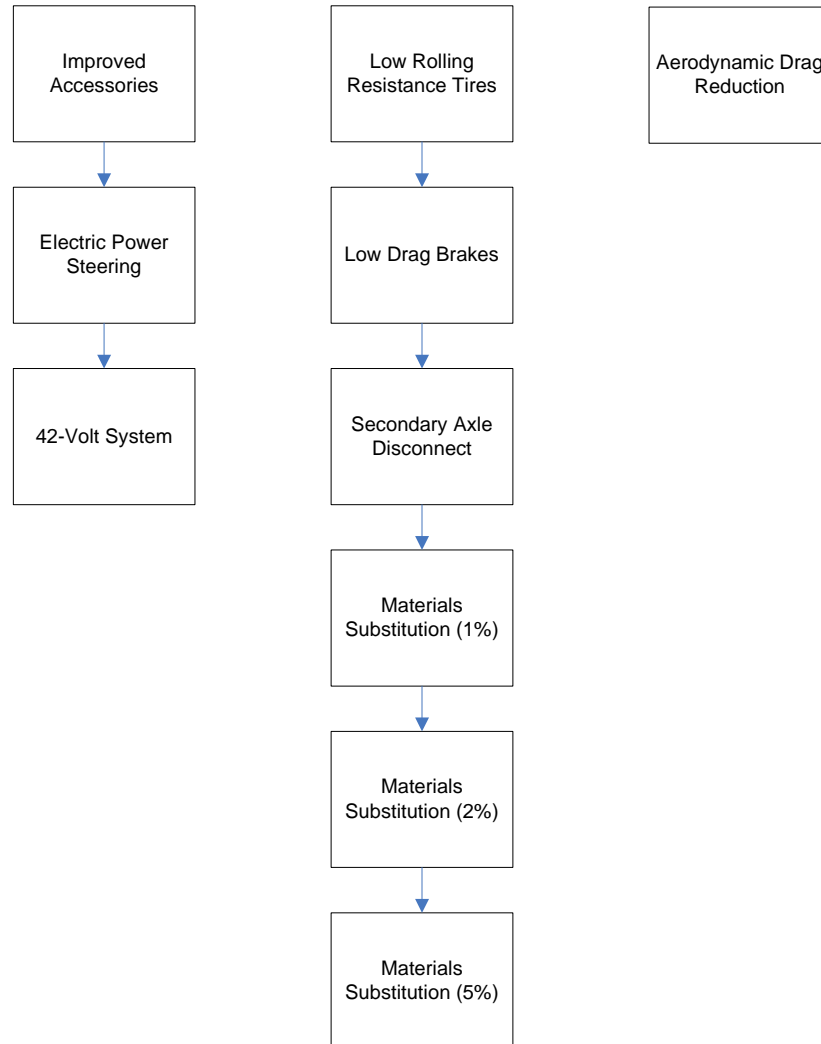 Improved
Accessories
Electric Power
Steering
42-Volt System
Low Rolling
Resistance Tires
Low Drag Brakes
Secondary Axle
Disconnect
Materials
Substitution (1%)
Materials
Substitution (2%)
Materials
Substitution (5%)
Aerodynamic Drag
Reduction